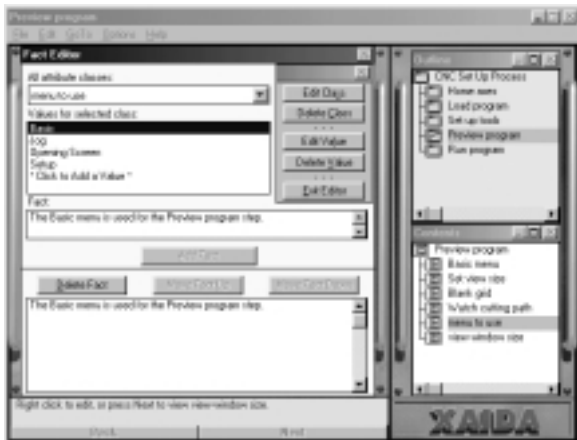 Preview program
File Edit GoTo Options Help
Fact Editor
All attribute classes:
menu to use
Values for selected class:
Basic
Jog
Opening Screen
Setup
* Click to Add a Value *
Edit Class
Delete Class
Edit Value
Delete Value
Exit Editor
Fact:
The Basic menu is used for the Preview program step.
Add Fact
Delete Fact
Move Fact Up
Move Fact Down
The Basic menu is used for the Preview program step.
Right click to edit, or press Next to view view-window size.
Back
Next
Outline
CNC Set Up Process
Home axes
Load program
Set-up tools
Preview program
Run program
Contents
Preview program
Basic menu
Set-view size
Blank grid
Watch cutting path
menu to use
view-window size
XAIDA